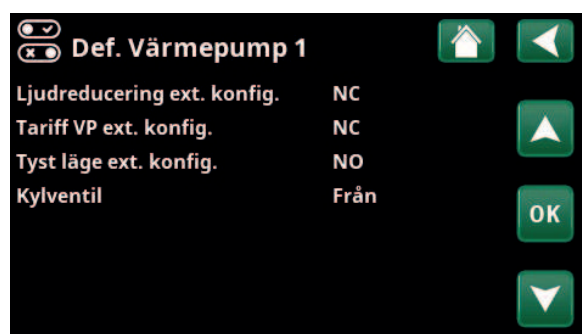 Def. Värmepump 1
Ljudreducering ext. konfig. NC
Tariff VP ext. konfig. NC
Tyst läge ext. konfig. NO
Kylventil Från
OK